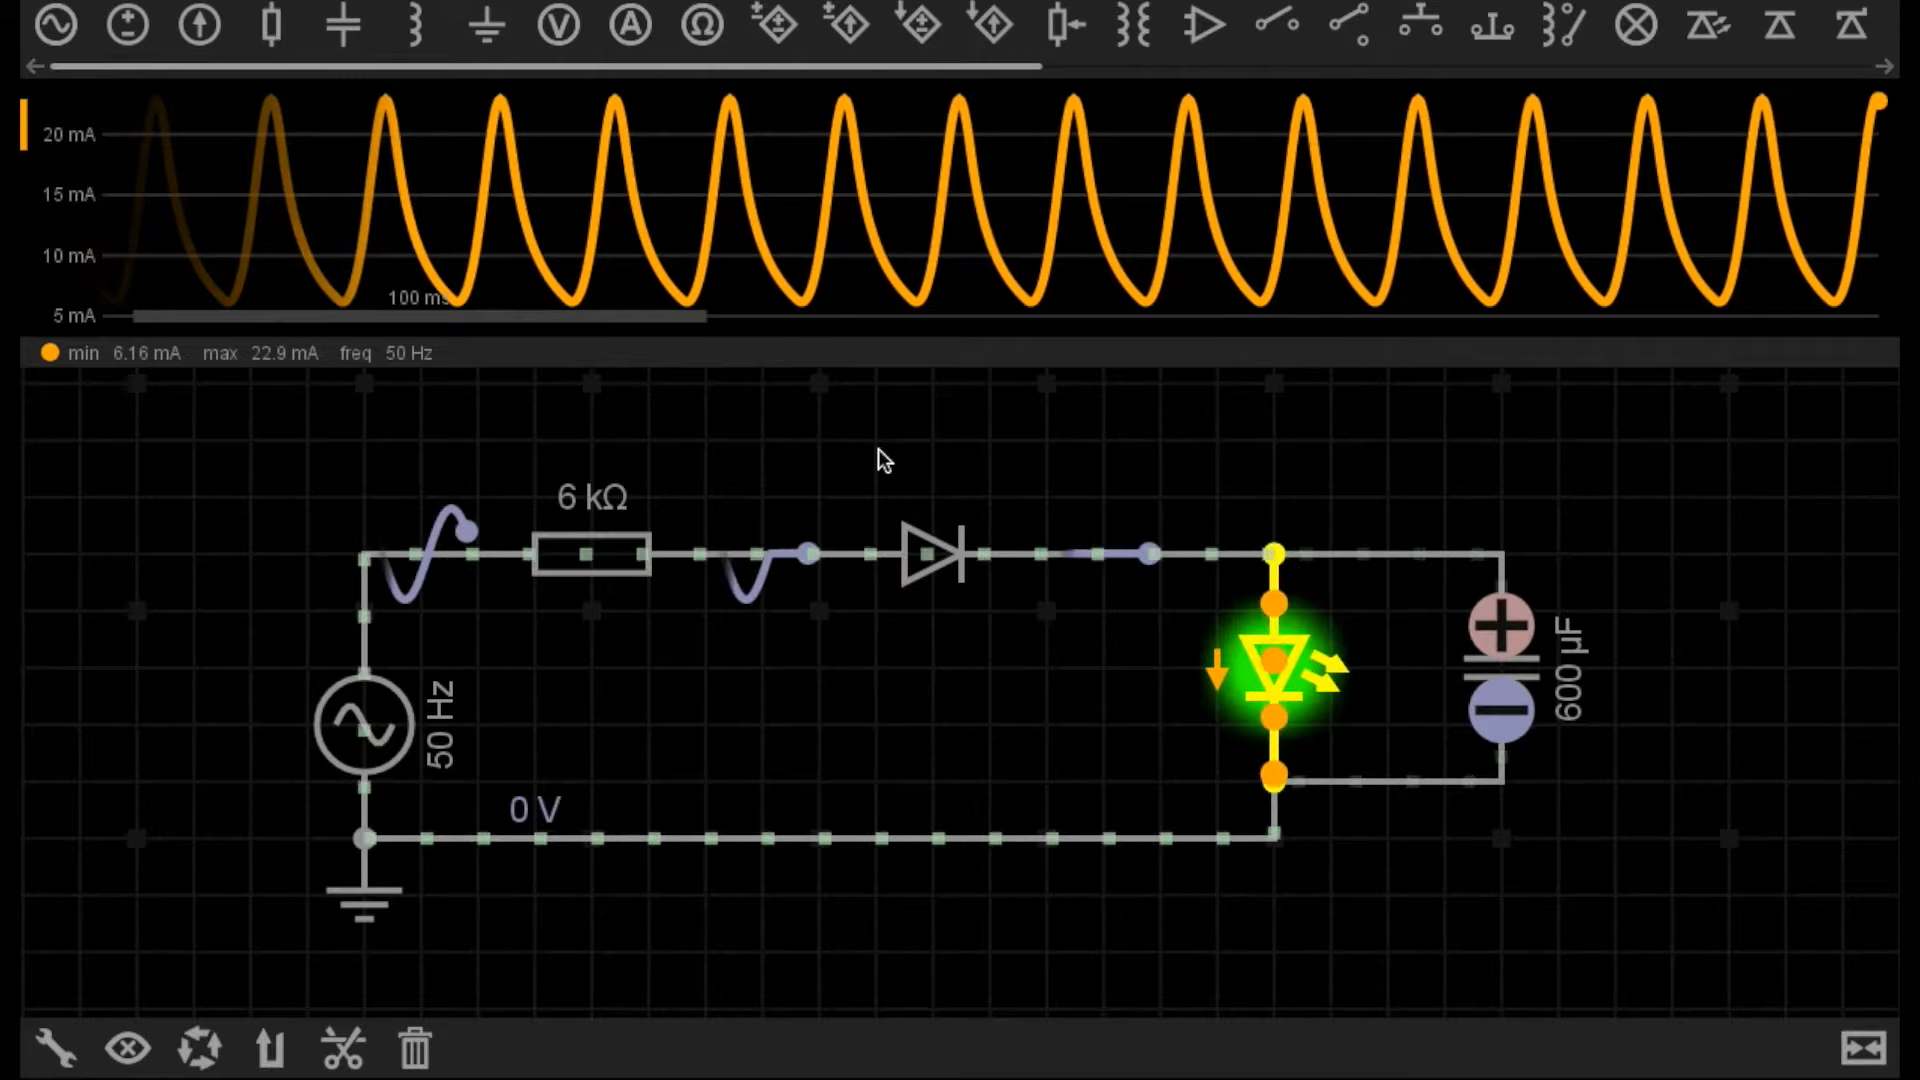 20 mA
15 mA
10 mA
100 ms
5 mA
min 6.16 mA max 22.9 mA freq 50 Hz
6 kΩ
50 Hz
600 µF
0 V